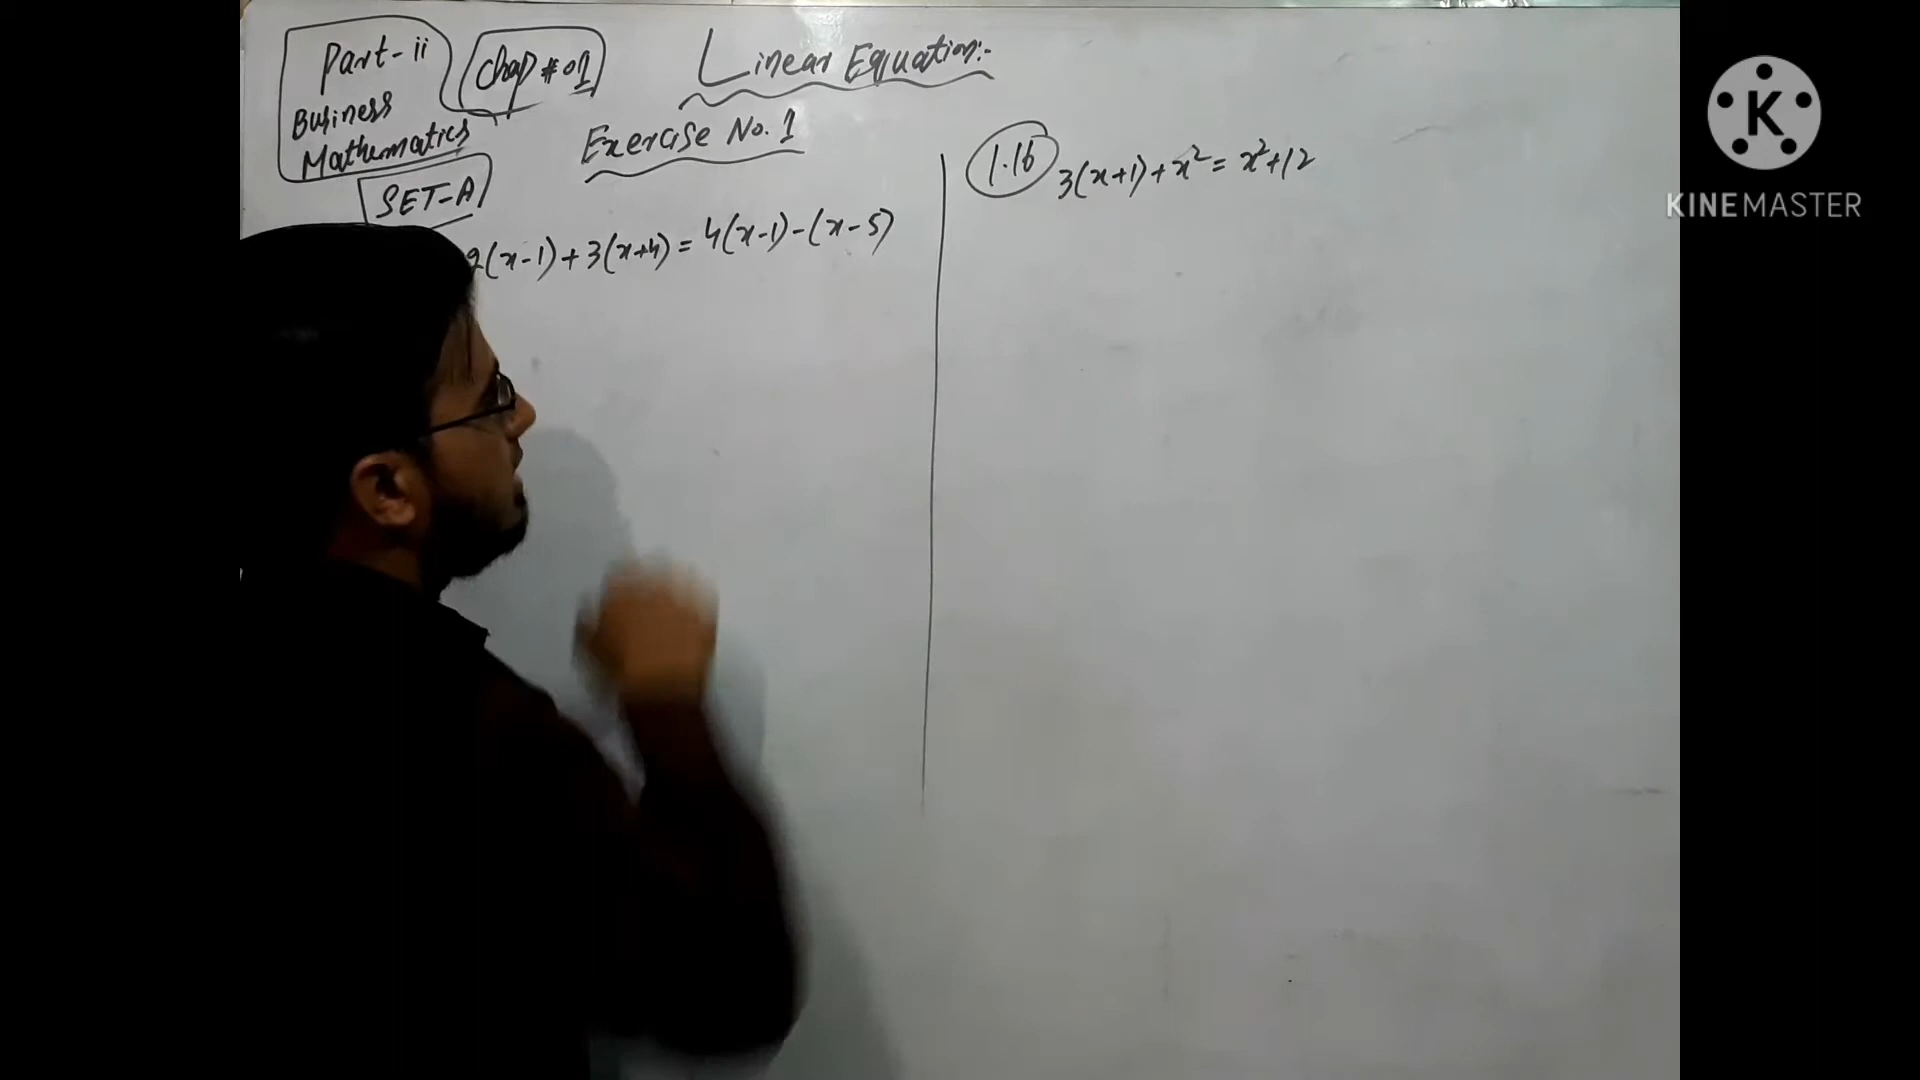 Part-ii
Business
Mathematics
Chap # 01
Linear Equation:-
Exercise No. 1
SET-A
2(x-1)+3(x+4)=4(x-1)-(x-5)
1.16 3(x+1)+x²=x²+12
K
KINEMASTER